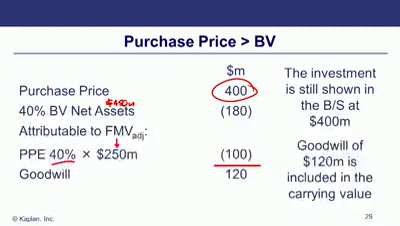 Purchase Price > BV
$m
Purchase Price 400
40% BV Net Assets (180)
$450m
Attributable to FMVadj:
PPE 40% × $250m (100)
Goodwill 120
The investment
is still shown
in the B/S at
$400m
Goodwill of
$120m is
included in the
carrying value
© Kaplan, Inc.
29